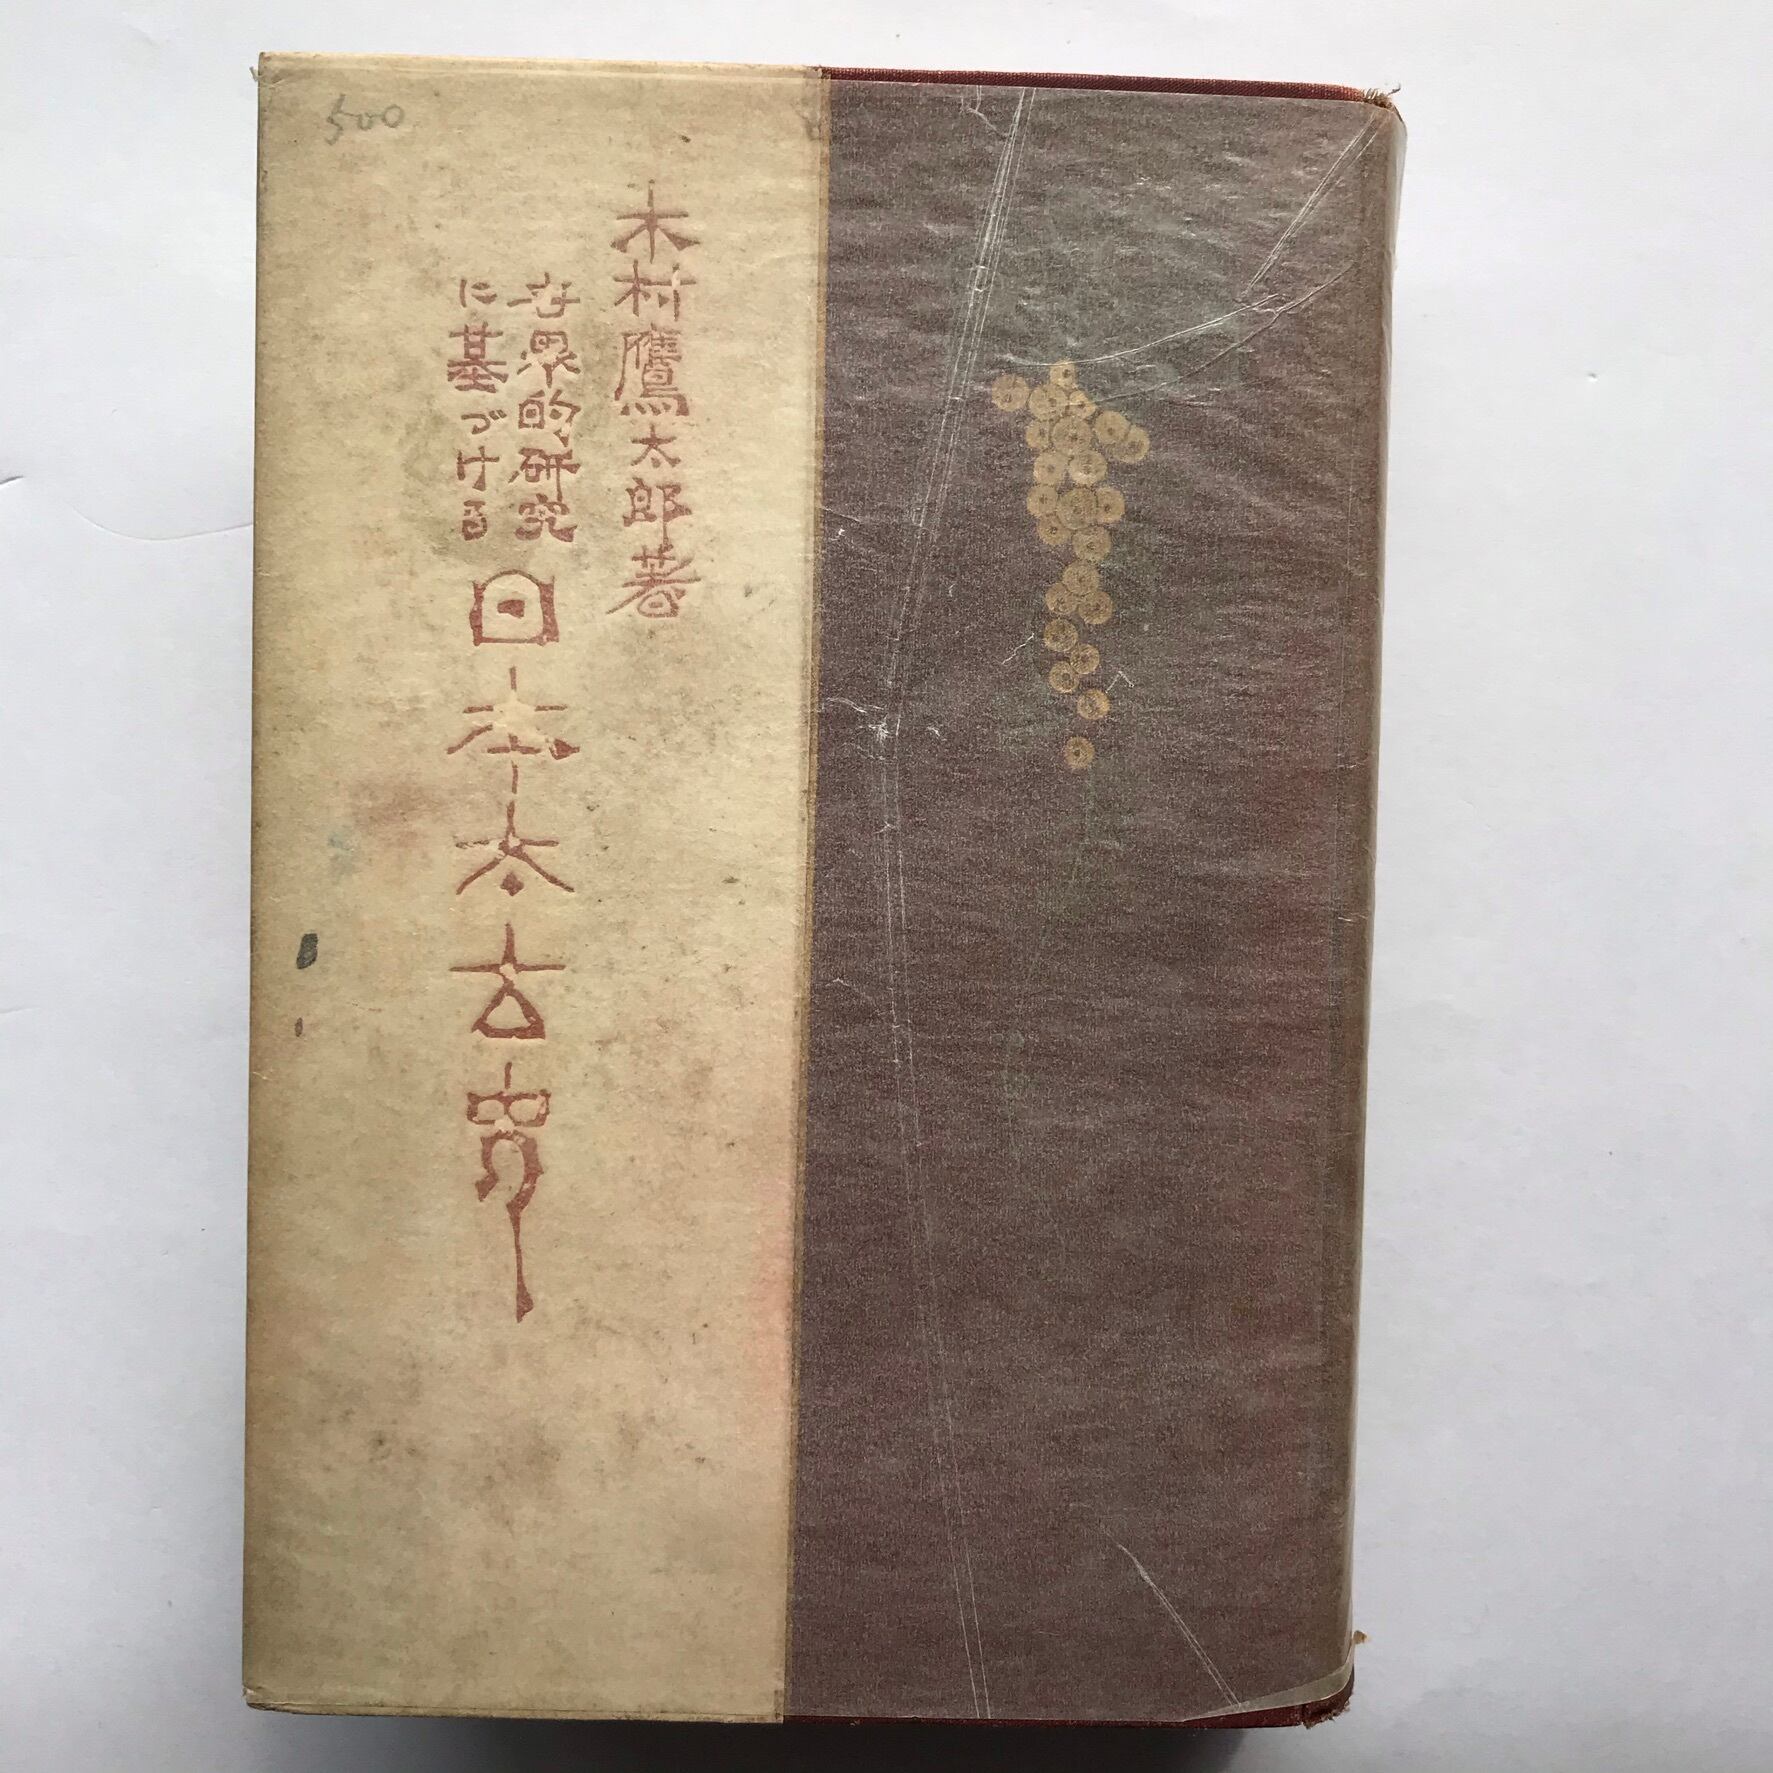 500
木村鷹太郎著
世界的研究
に基づける
日本太古史